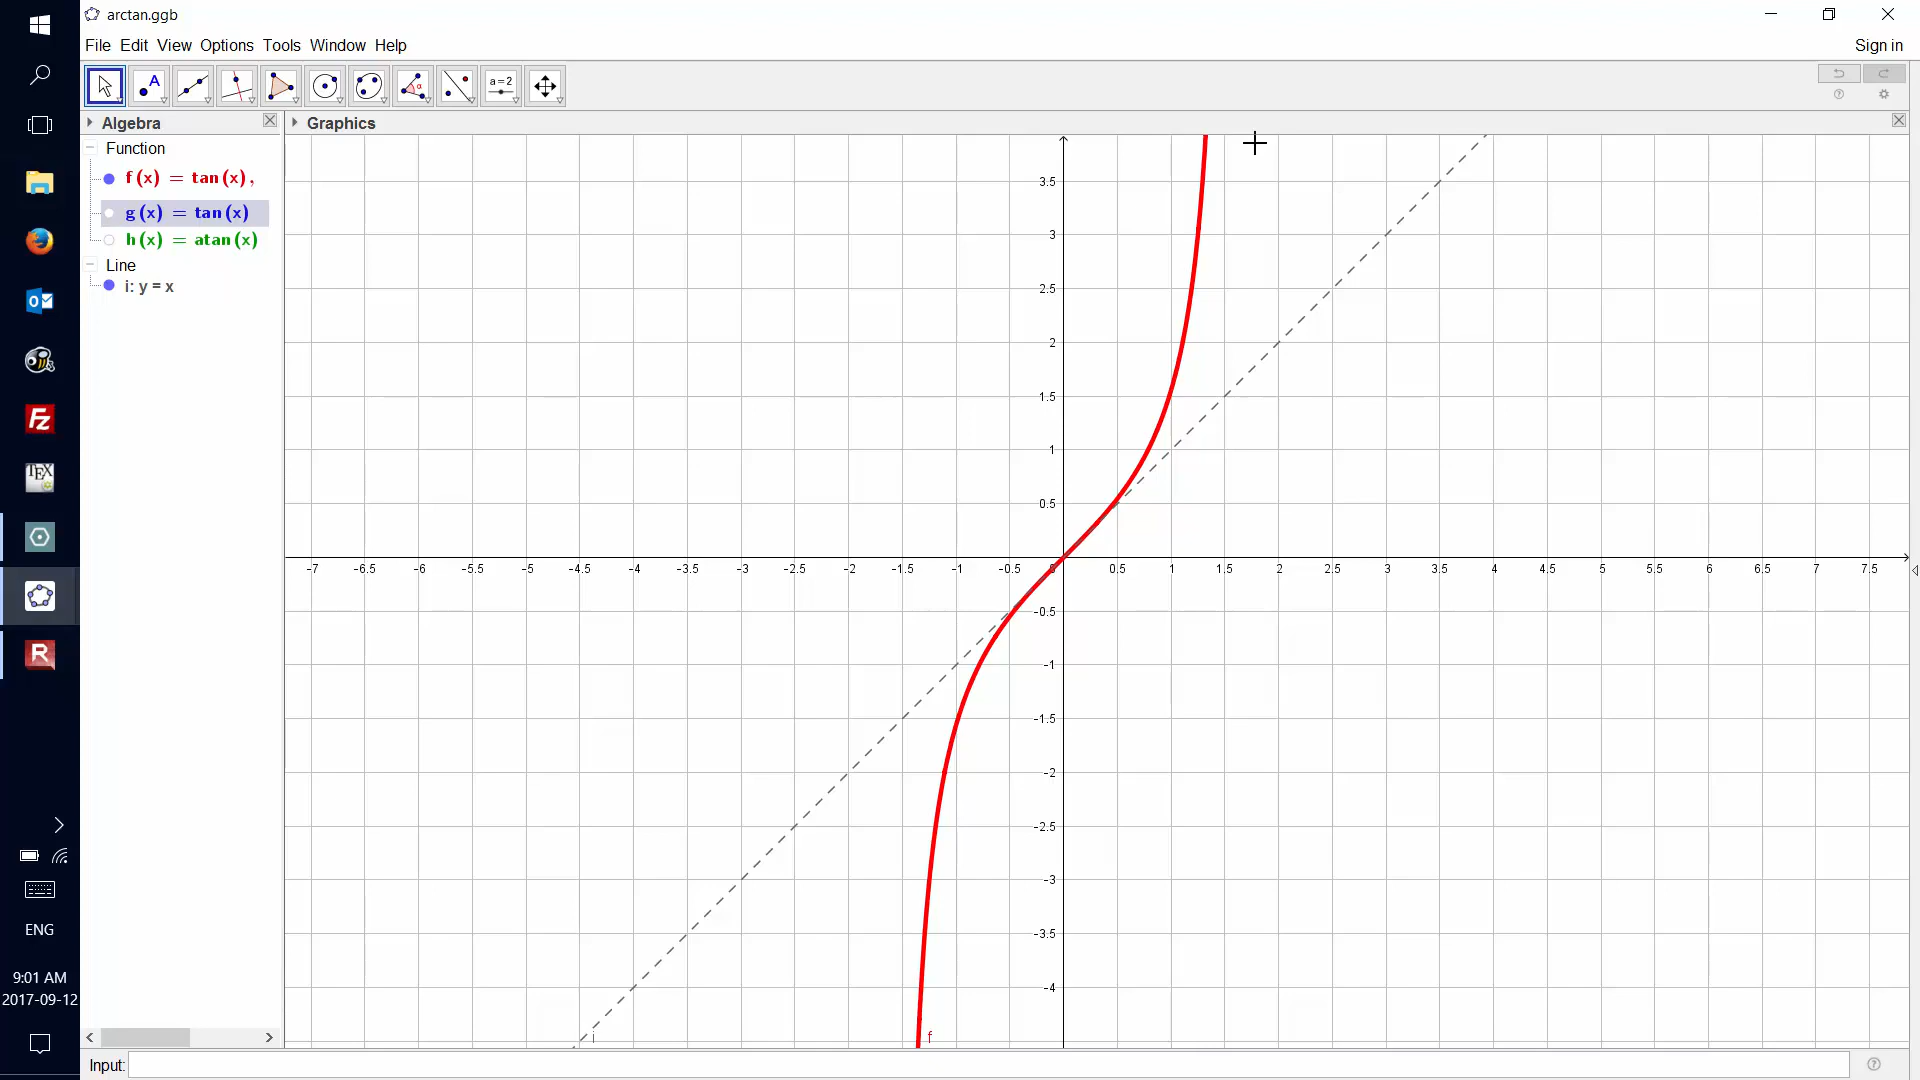 arctan.ggb
File Edit View Options Tools Window Help
Sign in
A
α
a=2
Algebra
Graphics
Function
f(x) = tan(x),
g(x) = tan(x)
h(x) = atan(x)
Line
i: y = x
3.5
3
2.5
2
1.5
1
0.5
-7 -6.5 -6 -5.5 -5 -4.5 -4 -3.5 -3 -2.5 -2 -1.5 -1 -0.5 0 0.5 1 1.5 2 2.5 3 3.5 4 4.5 5 5.5 6 6.5 7 7.5
-0.5
-1
-1.5
-2
-2.5
-3
-3.5
-4
i
f
Input:
Fz
TEX
R
ENG
9:01 AM
2017-09-12